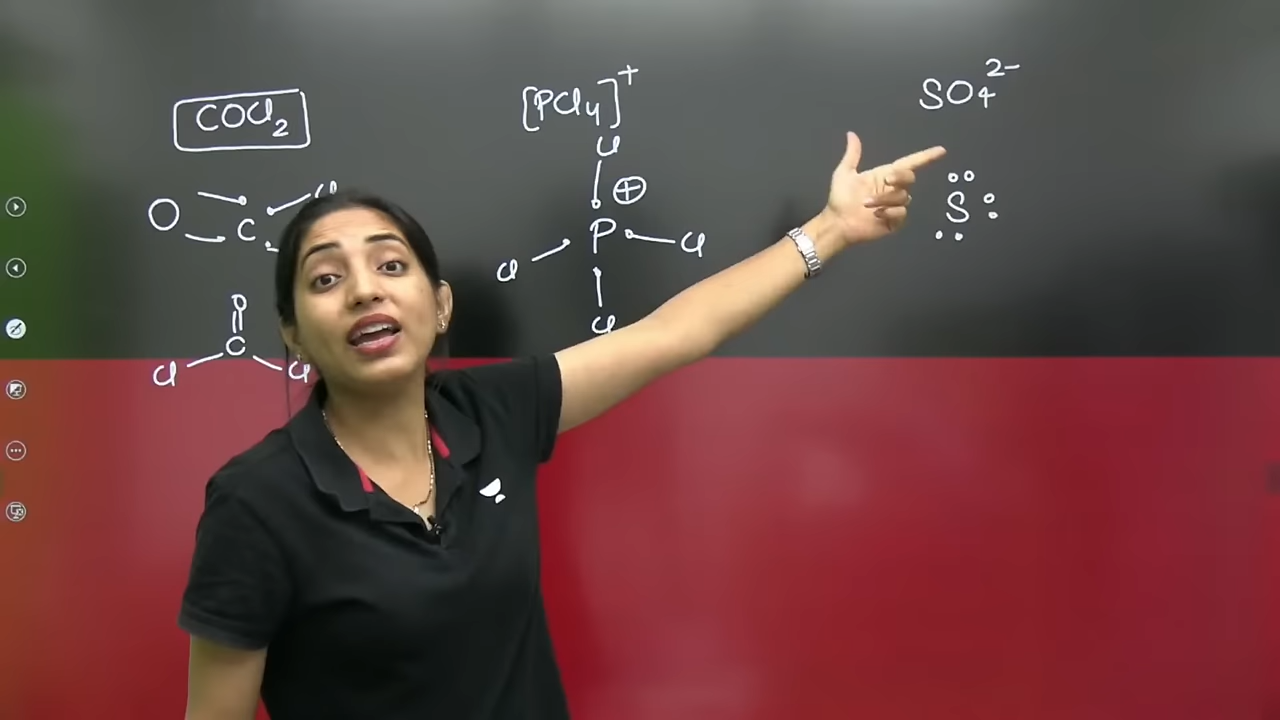 COCl2
[PCl4]+
SO4 2-
Cl
O C Cl
P
S
Cl Cl
O
Cl
C
Cl Cl